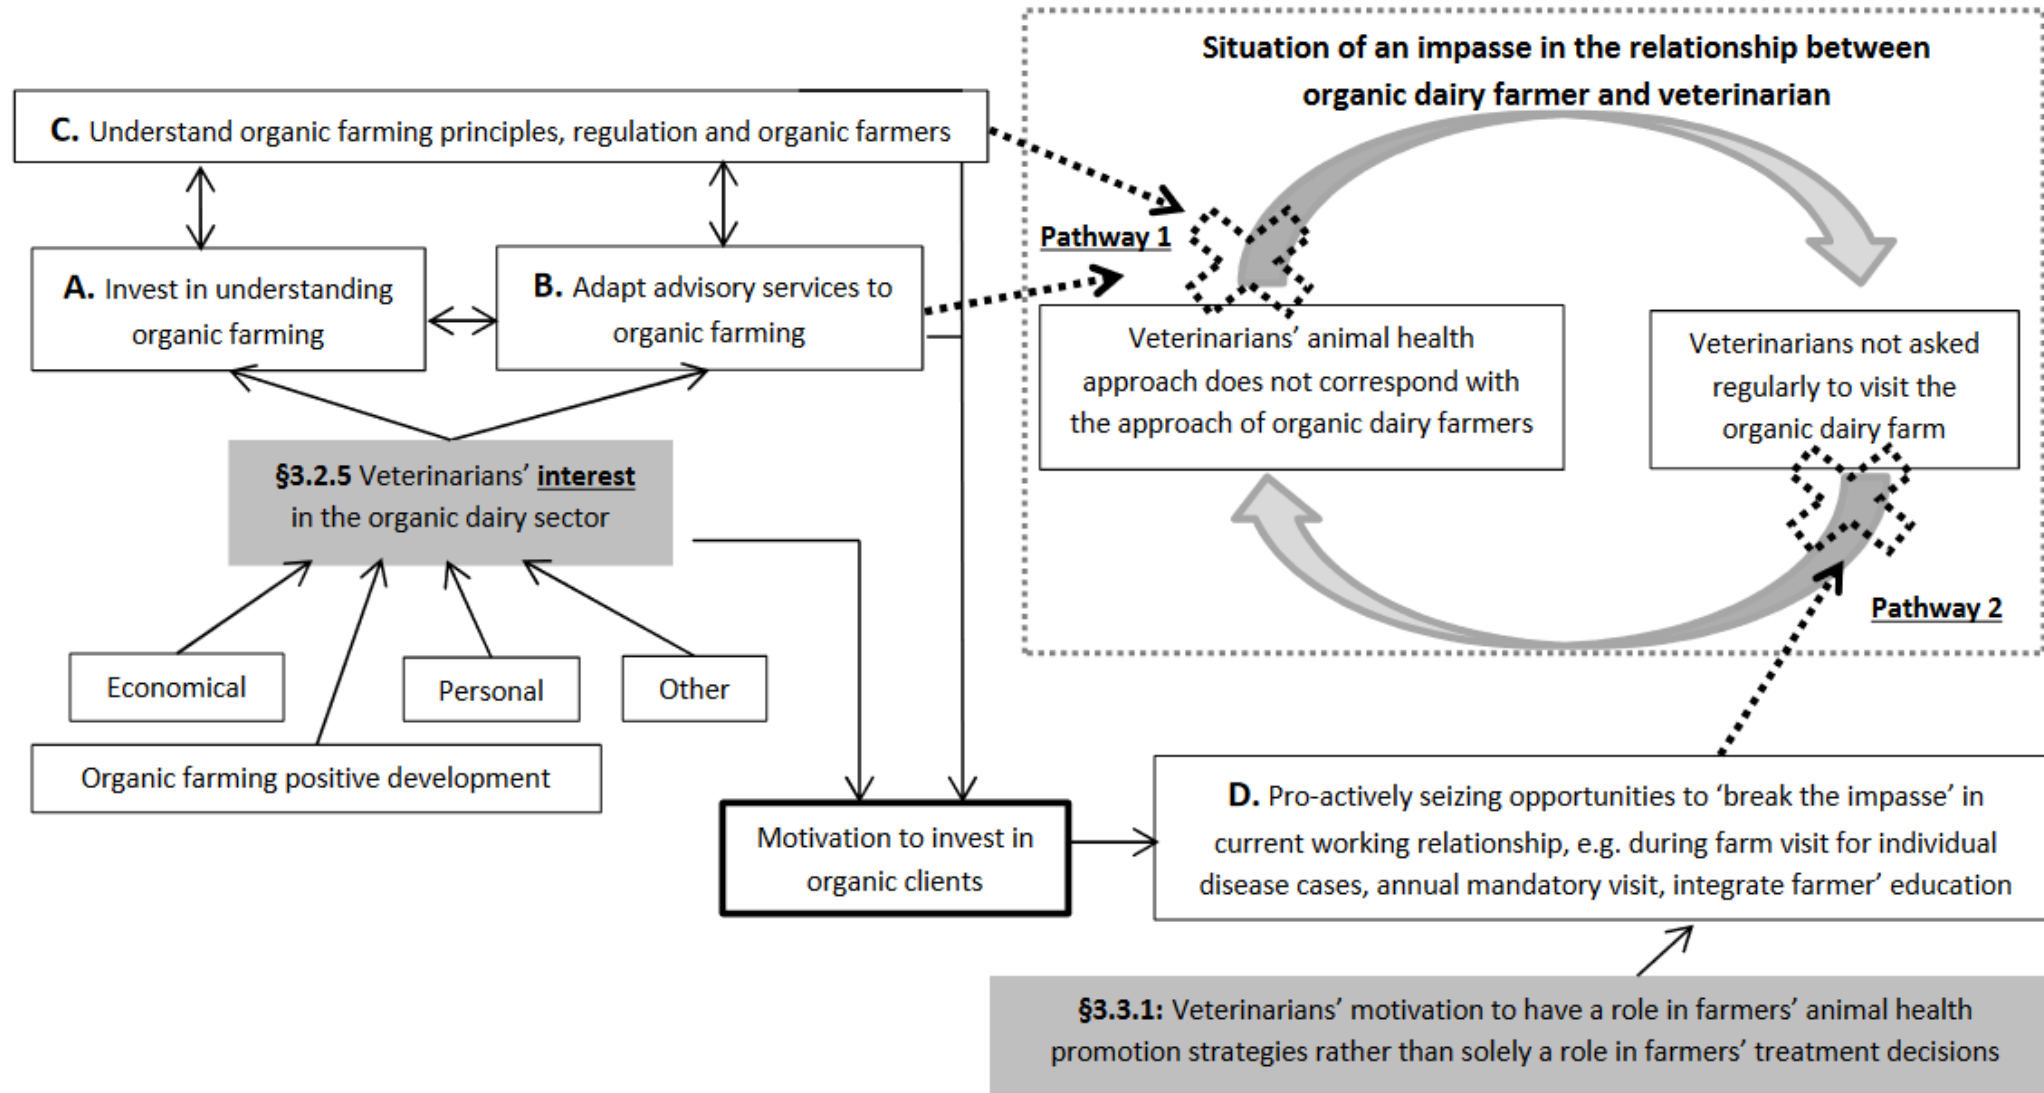 Situation of an impasse in the relationship between
organic dairy farmer and veterinarian
C. Understand organic farming principles, regulation and organic farmers
Pathway 1
A. Invest in understanding
organic farming
B. Adapt advisory services to
organic farming
Veterinarians’ animal health
approach does not correspond with
the approach of organic dairy farmers
Veterinarians not asked
regularly to visit the
organic dairy farm
§3.2.5 Veterinarians’ interest
in the organic dairy sector
Pathway 2
Economical
Personal
Other
Organic farming positive development
Motivation to invest in
organic clients
D. Pro-actively seizing opportunities to ‘break the impasse’ in
current working relationship, e.g. during farm visit for individual
disease cases, annual mandatory visit, integrate farmer’ education
§3.3.1: Veterinarians’ motivation to have a role in farmers’ animal health
promotion strategies rather than solely a role in farmers’ treatment decisions